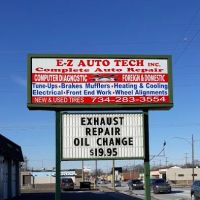 E-Z AUTO TECH INC.
Complete Auto Repair
COMPUTER DIAGNOSTIC FOREIGN & DOMESTIC
Tune-Ups•Brakes Mufflers•Heating & Cooling
Electrical•Front End Work•Wheel Alignments
NEW & USED TIRES 734-283-3554
EXHAUST
REPAIR
OIL CHANGE
$19.95